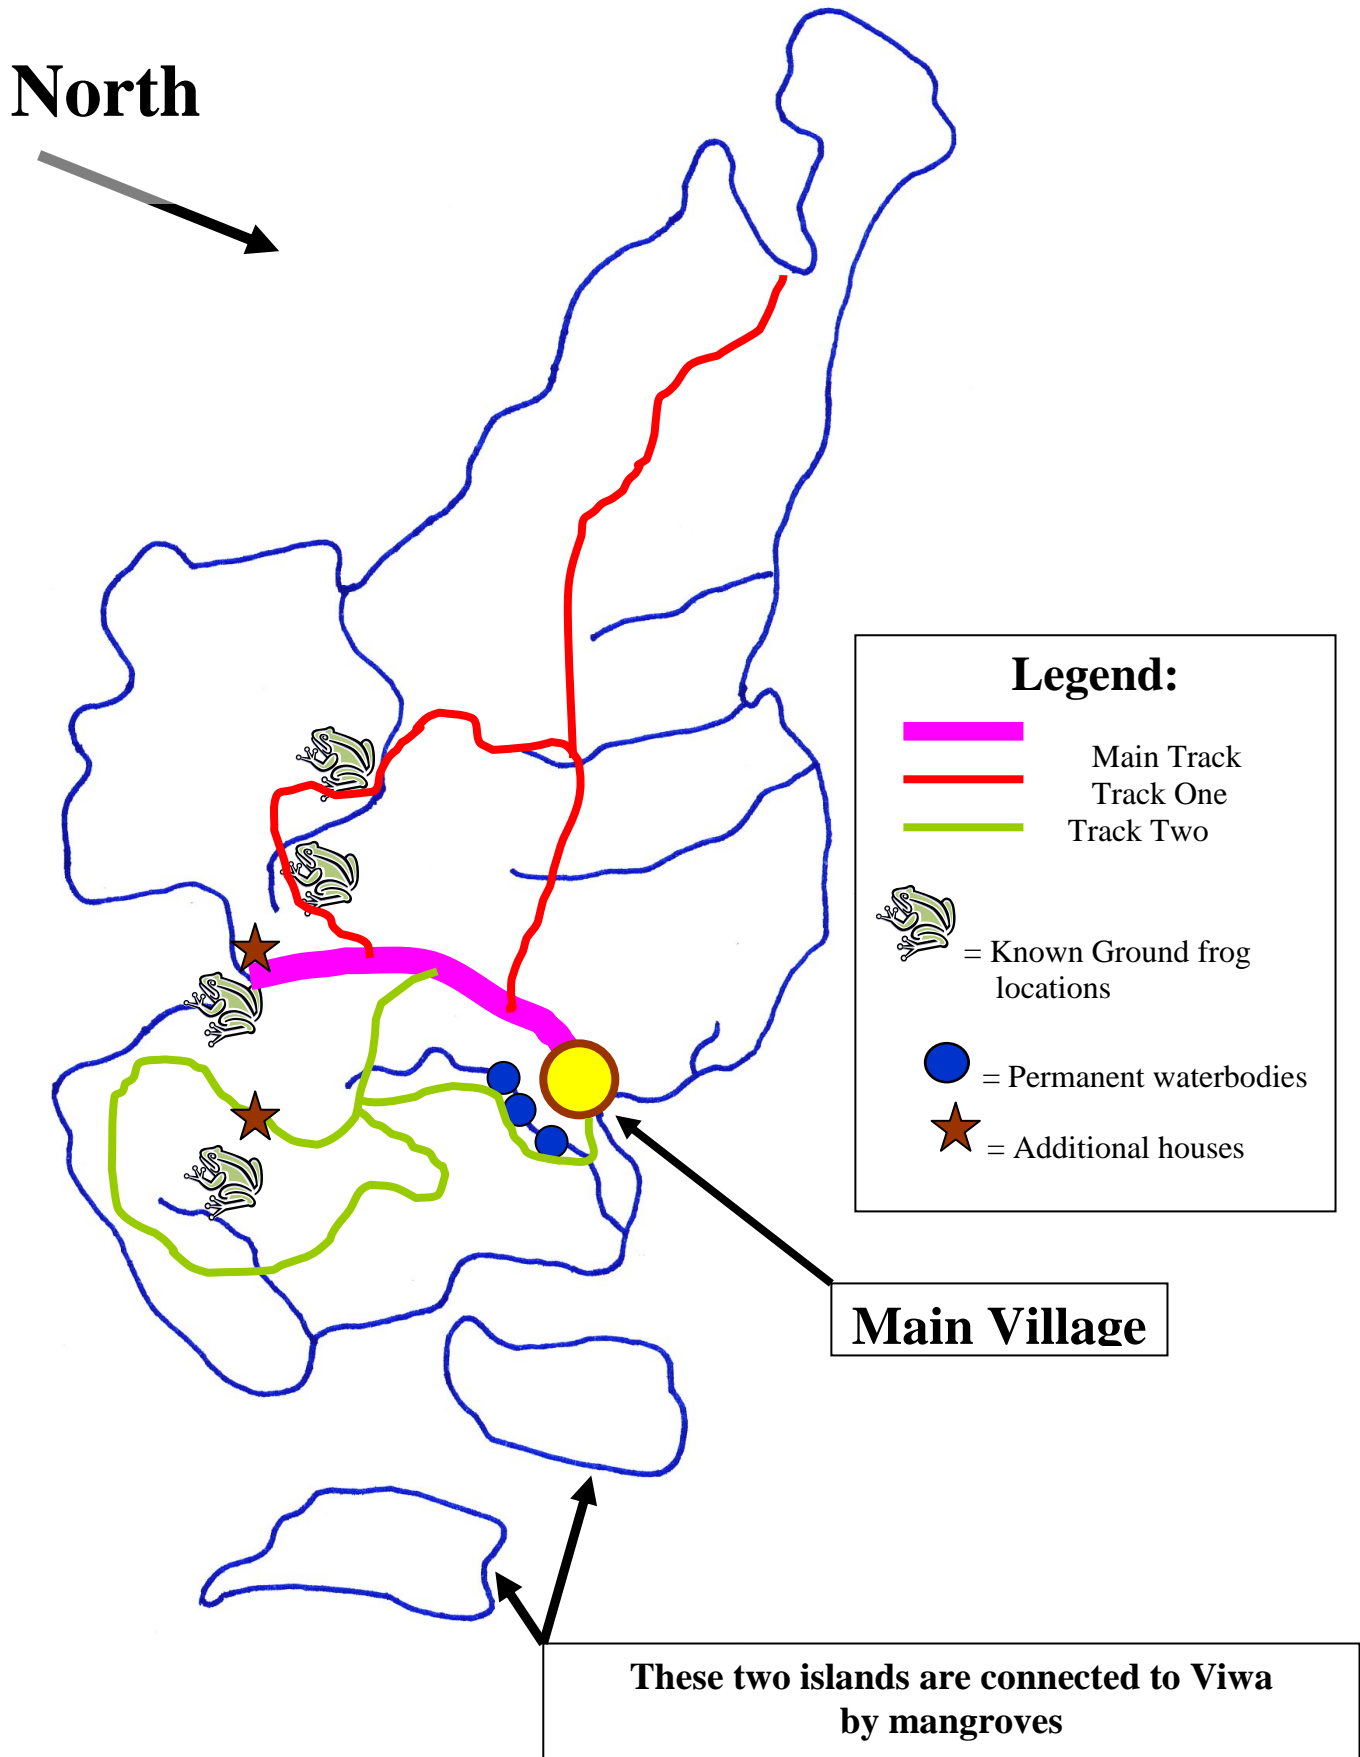 North
Legend:
Main Track
Track One
Track Two
= Known Ground frog
locations
= Permanent waterbodies
= Additional houses
Main Village
These two islands are connected to Viwa
by mangroves